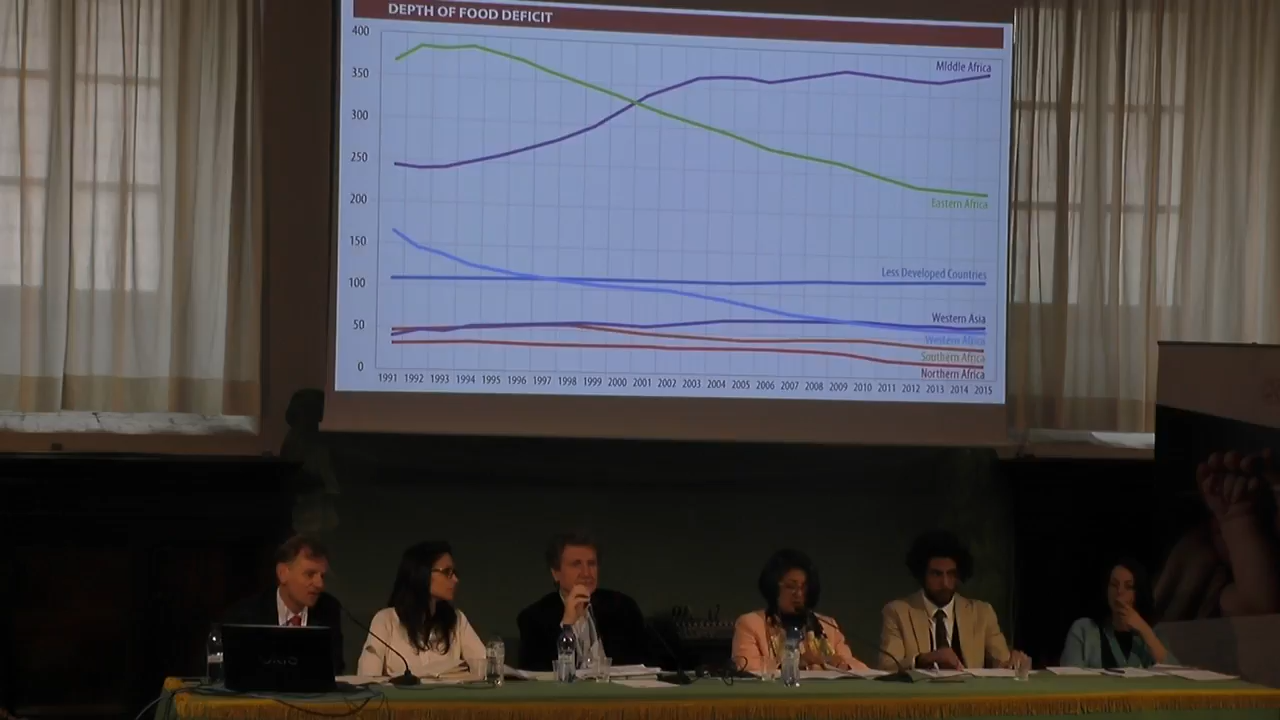 DEPTH OF FOOD DEFICIT
400
350
300
250
200
150
100
50
0
Middle Africa
Eastern Africa
Less Developed Countries
Western Asia
Western Africa
Southern Africa
Northern Africa
1991 1992 1993 1994 1995 1996 1997 1998 1999 2000 2001 2002 2003 2004 2005 2006 2007 2008 2009 2010 2011 2012 2013 2014 2015